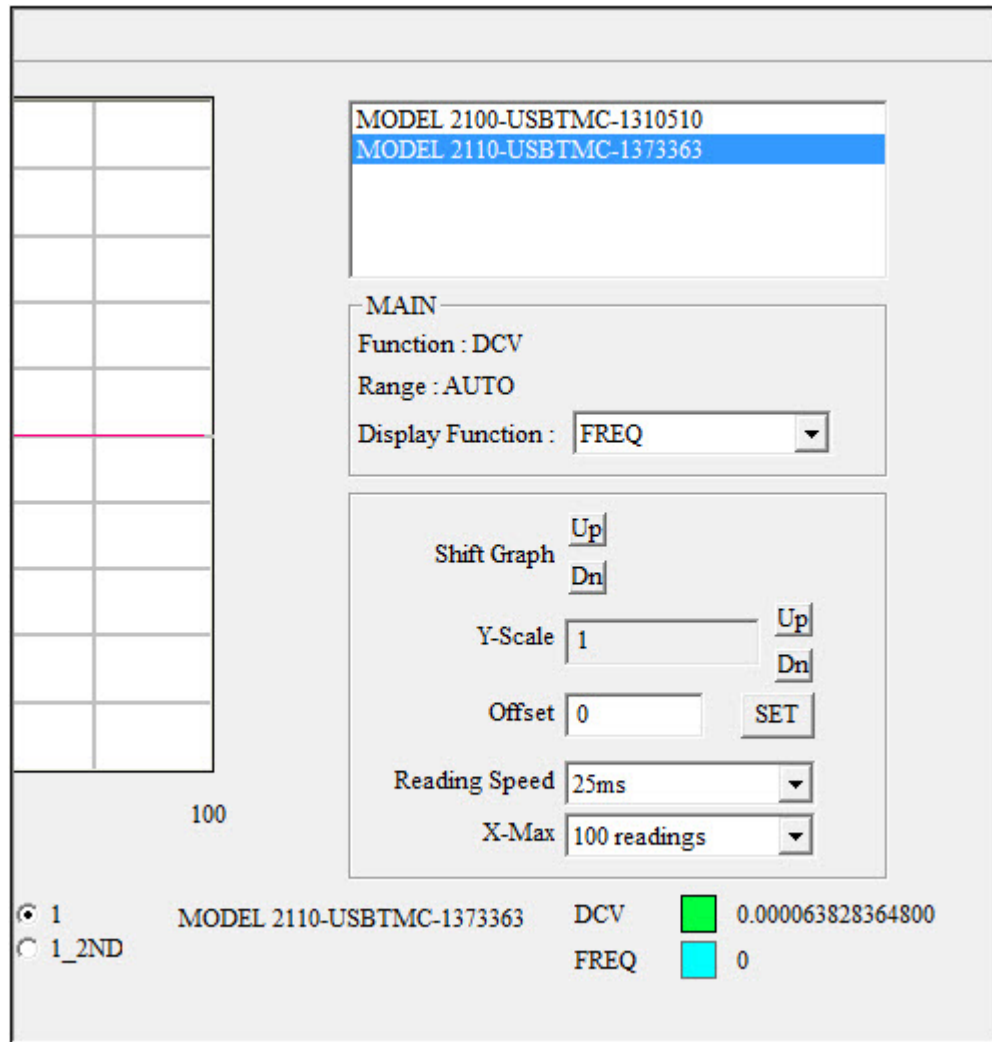 MODEL 2100-USBTMC-1310510
MODEL 2110-USBTMC-1373363
MAIN
Function : DCV
Range : AUTO
Display Function : FREQ
Shift Graph Up
Dn
Y-Scale 1 Up
Dn
Offset 0 SET
Reading Speed 25ms
100
X-Max 100 readings
1 MODEL 2110-USBTMC-1373363 DCV 0.000063828364800
1_2ND FREQ 0